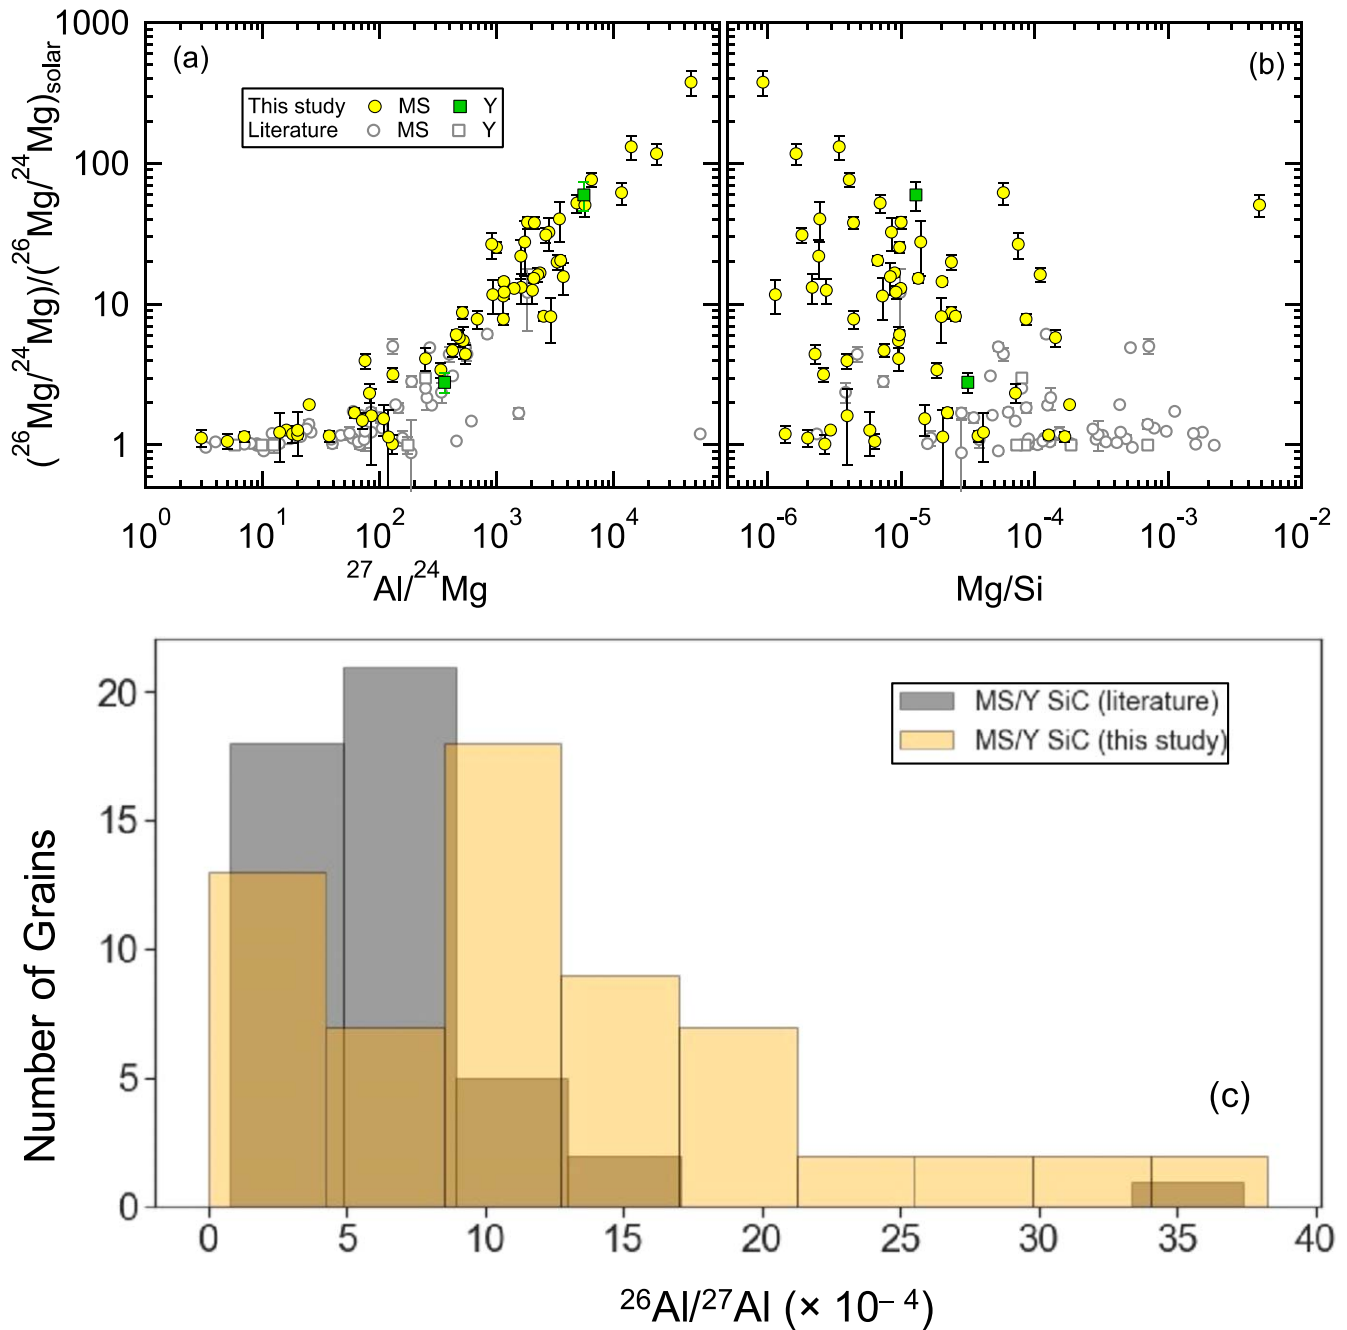 (a)
(b)
This study MS Y
Literature MS Y
(²⁶Mg/²⁴Mg)/(²⁶Mg/²⁴Mg)solar
1000
100
10
1
10⁰ 10¹ 10² 10³ 10⁴
10⁻⁶ 10⁻⁵ 10⁻⁴ 10⁻³ 10⁻²
²⁷Al/²⁴Mg
Mg/Si
MS/Y SiC (literature)
MS/Y SiC (this study)
(c)
Number of Grains
20
15
10
5
0
0 5 10 15 20 25 30 35 40
²⁶Al/²⁷Al (× 10⁻ ⁴)